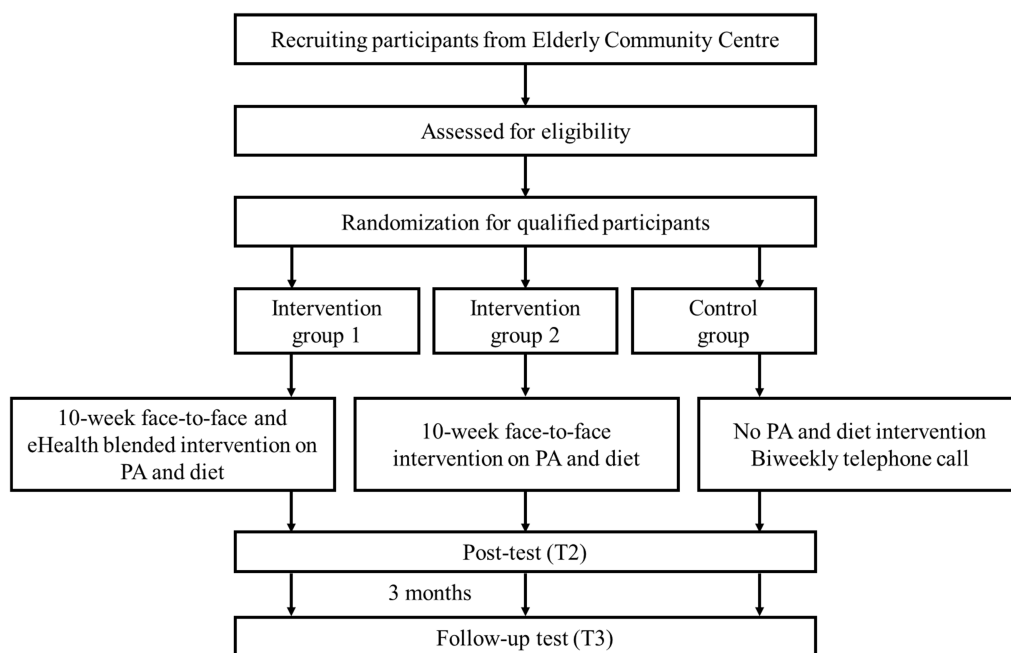 Recruiting participants from Elderly Community Centre
Assessed for eligibility
Randomization for qualified participants
Intervention
group 1
Intervention
group 2
Control
group
10-week face-to-face and
eHealth blended intervention on
PA and diet
10-week face-to-face
intervention on PA and diet
No PA and diet intervention
Biweekly telephone call
Post-test (T2)
3 months
Follow-up test (T3)